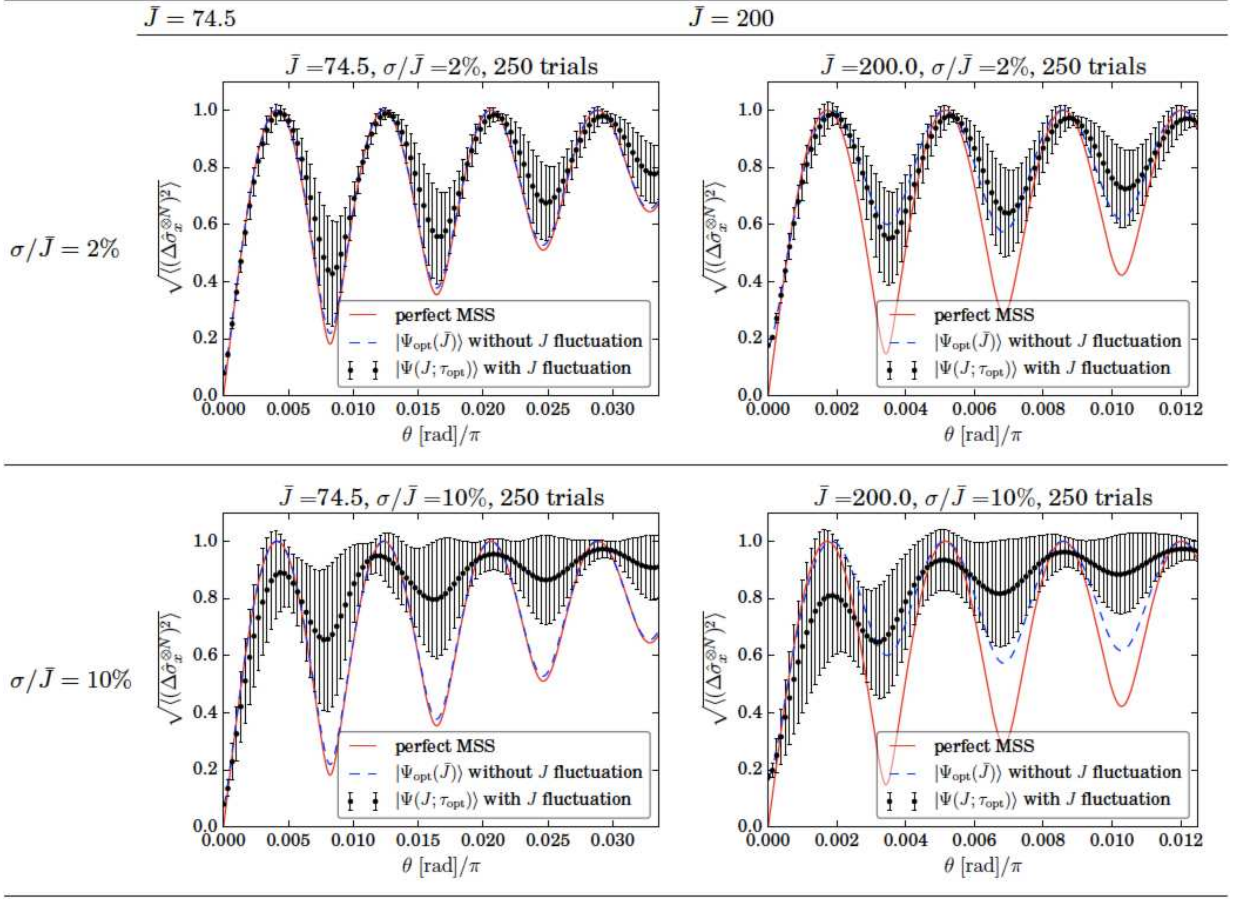 J̄ = 74.5
J̄ = 200
σ/J̄ = 2%
J̄ =74.5, σ/J̄ =2%, 250 trials
√⟨(Δσ̂ₓ^⊗N)²⟩
1.0
0.8
0.6
0.4
0.2
0.0
perfect MSS
|Ψopt(J̄)⟩ without J fluctuation
|Ψ(J; τopt)⟩ with J fluctuation
0.000 0.005 0.010 0.015 0.020 0.025 0.030
θ [rad]/π
J̄ =200.0, σ/J̄ =2%, 250 trials
√⟨(Δσ̂ₓ^⊗N)²⟩
1.0
0.8
0.6
0.4
0.2
0.0
perfect MSS
|Ψopt(J̄)⟩ without J fluctuation
|Ψ(J; τopt)⟩ with J fluctuation
0.000 0.002 0.004 0.006 0.008 0.010 0.012
θ [rad]/π
σ/J̄ = 10%
J̄ =74.5, σ/J̄ =10%, 250 trials
√⟨(Δσ̂ₓ^⊗N)²⟩
1.0
0.8
0.6
0.4
0.2
0.0
perfect MSS
|Ψopt(J̄)⟩ without J fluctuation
|Ψ(J; τopt)⟩ with J fluctuation
0.000 0.005 0.010 0.015 0.020 0.025 0.030
θ [rad]/π
J̄ =200.0, σ/J̄ =10%, 250 trials
√⟨(Δσ̂ₓ^⊗N)²⟩
1.0
0.8
0.6
0.4
0.2
0.0
perfect MSS
|Ψopt(J̄)⟩ without J fluctuation
|Ψ(J; τopt)⟩ with J fluctuation
0.000 0.002 0.004 0.006 0.008 0.010 0.012
θ [rad]/π